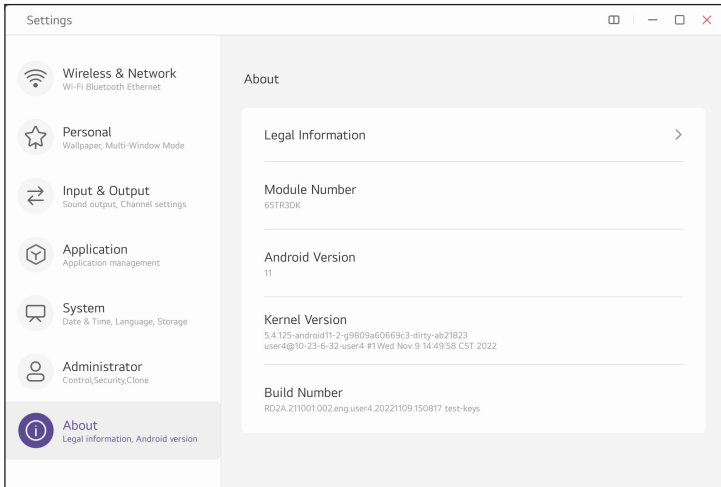 Settings
Wireless & Network
Wi-Fi Bluetooth Ethernet
Personal
Wallpaper, Multi-Window Mode
Input & Output
Sound output, Channel settings
Application
Application management
System
Date & Time, Language, Storage
Administrator
Control,Security,Clone
About
Legal information, Android version
About
Legal Information
Module Number
65TR3DK
Android Version
11
Kernel Version
5.4.125-android11-2-g9809a60669c3-dirty-ab21823
user4@10-23-6-32-user4 #1 Wed Nov 9 14:49:58 CST 2022
Build Number
RD2A.211001.002.eng.user4.20221109.150817 test-keys